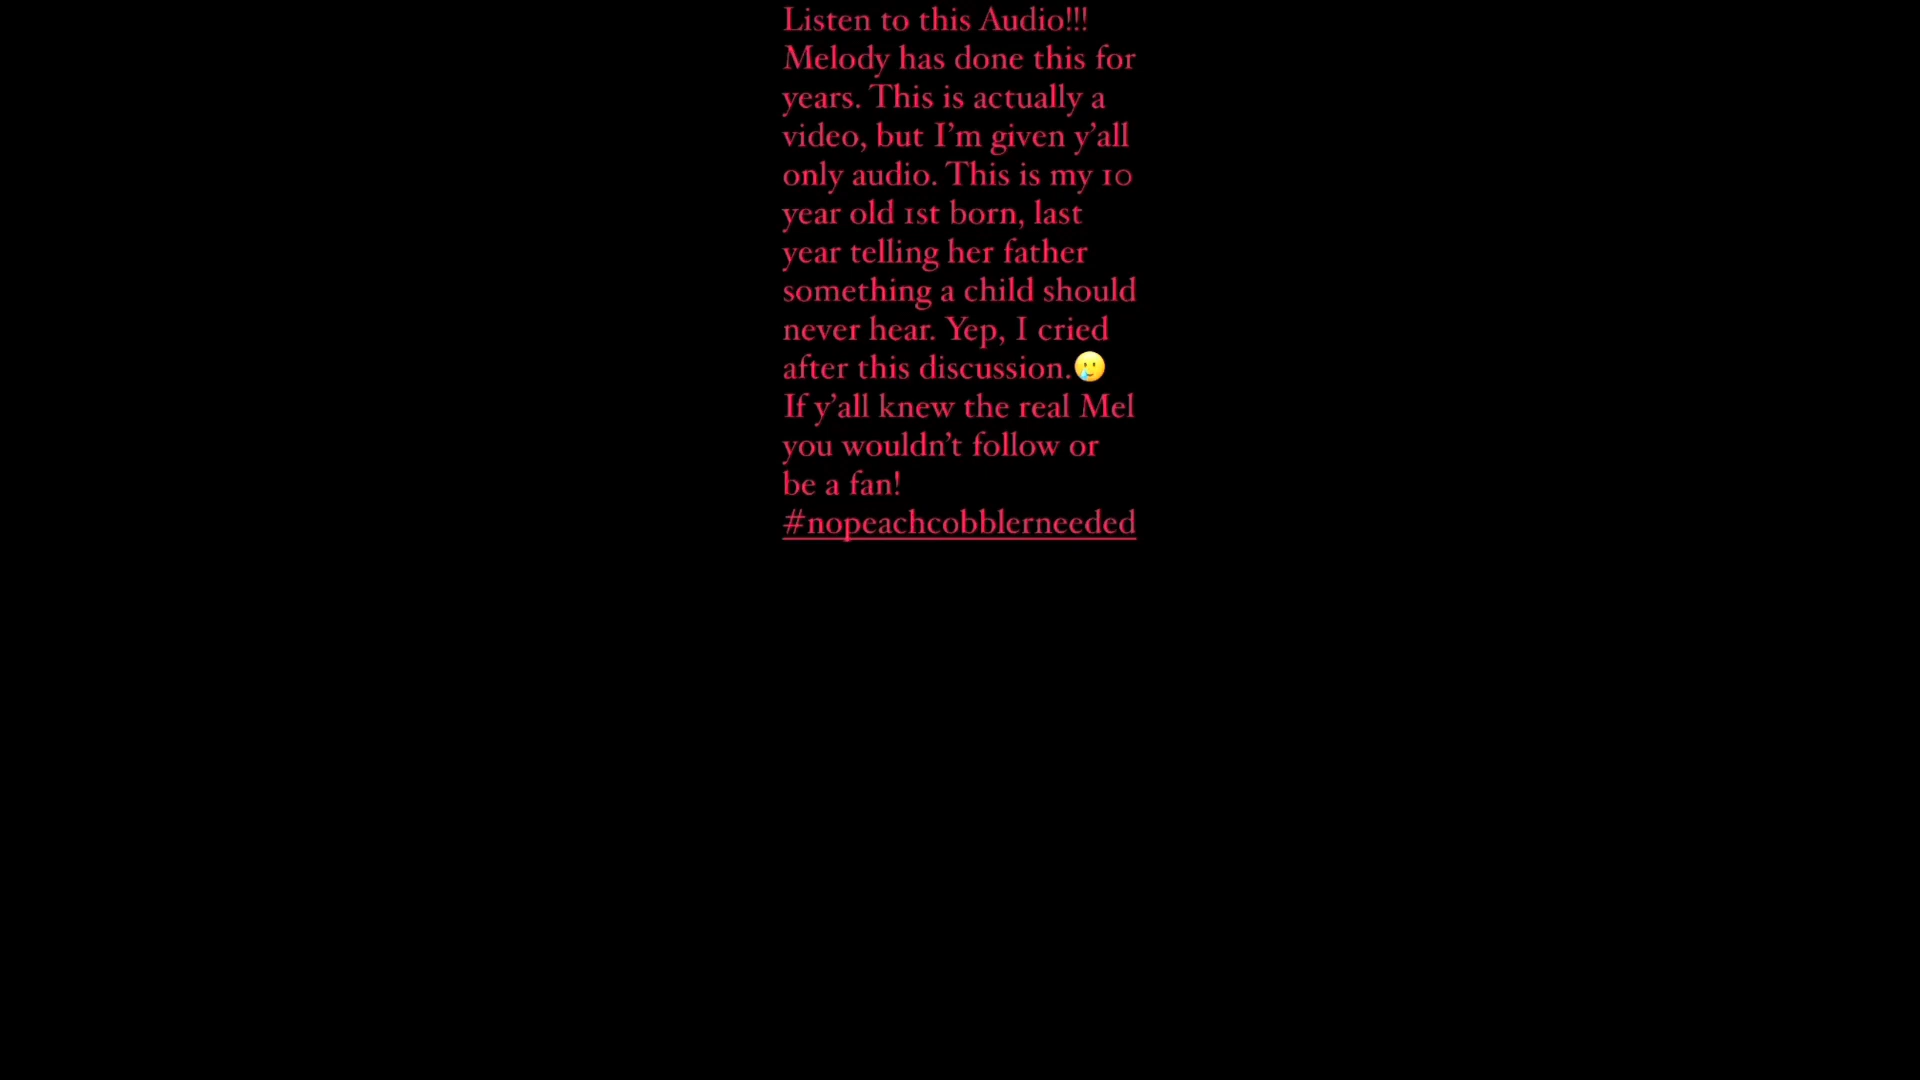 Listen to this Audio!!!
Melody has done this for
years. This is actually a
video, but I'm given y'all
only audio. This is my 10
year old 1st born, last
year telling her father
something a child should
never hear. Yep, I cried
after this discussion.🥲
If y'all knew the real Mel
you wouldn't follow or
be a fan!
#nopeachcobblerneeded